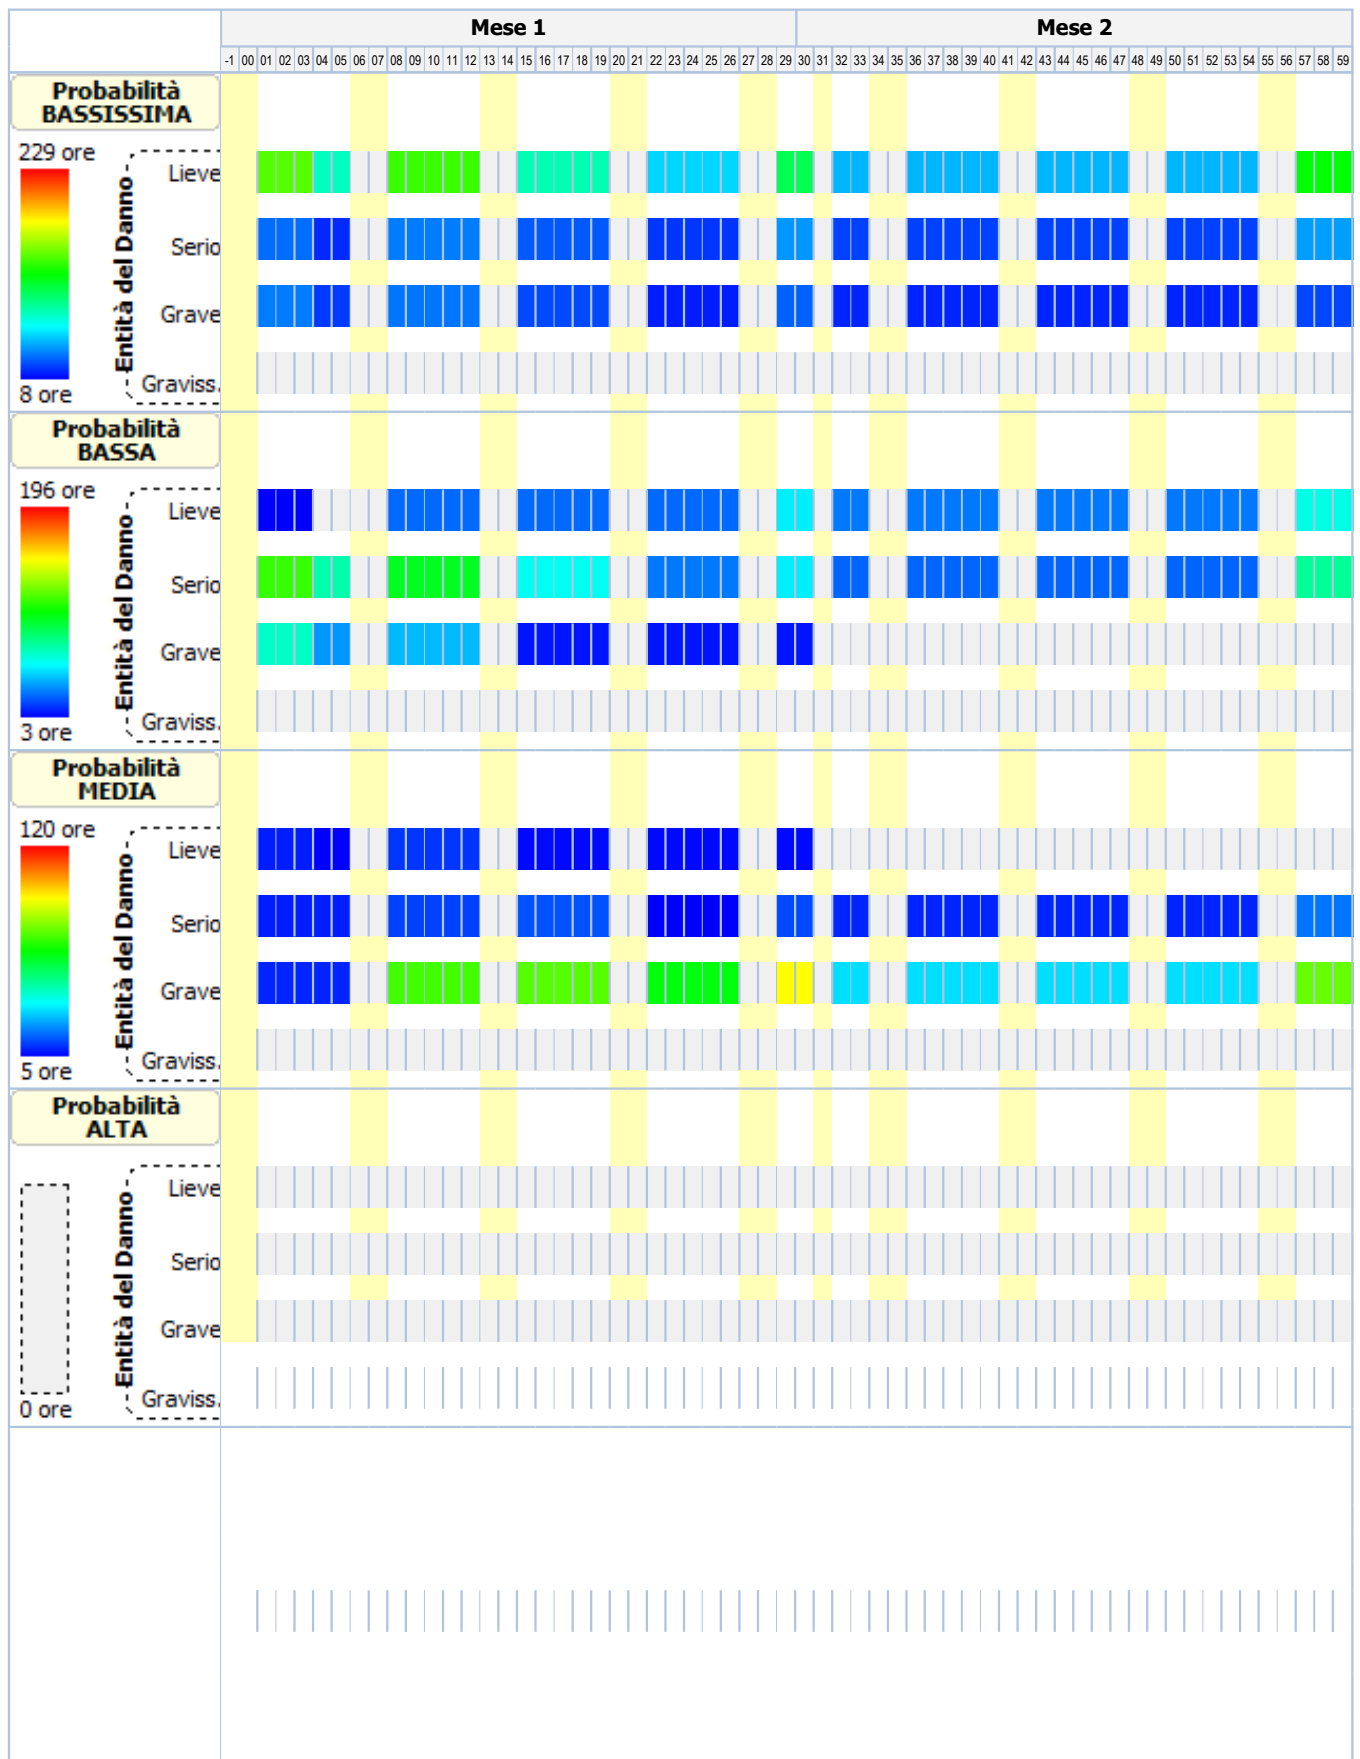 Mese 1 Mese 2
-1 00 01 02 03 04 05 06 07 08 09 10 11 12 13 14 15 16 17 18 19 20 21 22 23 24 25 26 27 28 29 30 31 32 33 34 35 36 37 38 39 40 41 42 43 44 45 46 47 48 49 50 51 52 53 54 55 56 57 58 59
Probabilità
BASSISSIMA
229 ore
8 ore
Entità del Danno
Lieve
Serio
Grave
Graviss.
Probabilità
BASSA
196 ore
3 ore
Entità del Danno
Lieve
Serio
Grave
Graviss.
Probabilità
MEDIA
120 ore
5 ore
Entità del Danno
Lieve
Serio
Grave
Graviss.
Probabilità
ALTA
0 ore
Entità del Danno
Lieve
Serio
Grave
Graviss.